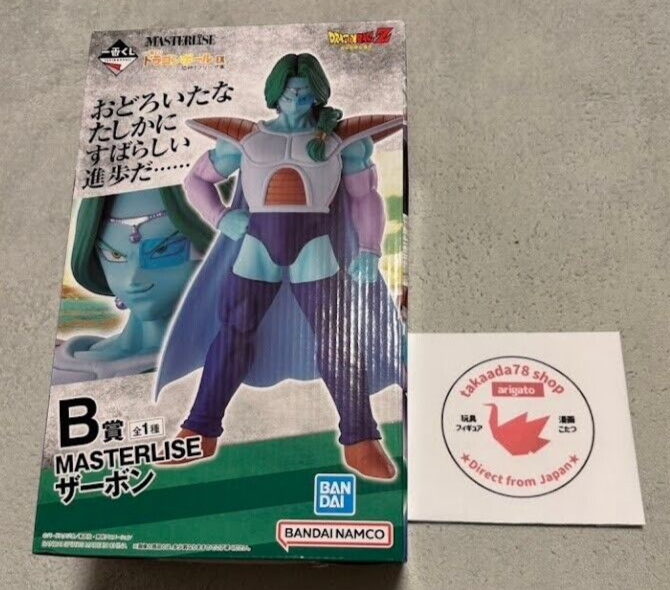 一番くじ
MASTERLISE
ドラゴンボール EX
DRAGON BALL Z
おどろいたな
たしかに
すばらしい
進歩だ……
B賞
全1種
MASTERLISE
ザーボン
BAN
DAI
BANDAI NAMCO
takaada78 shop
arigato
玩具
フィギュア
漫画
こたつ
★Direct from Japan★